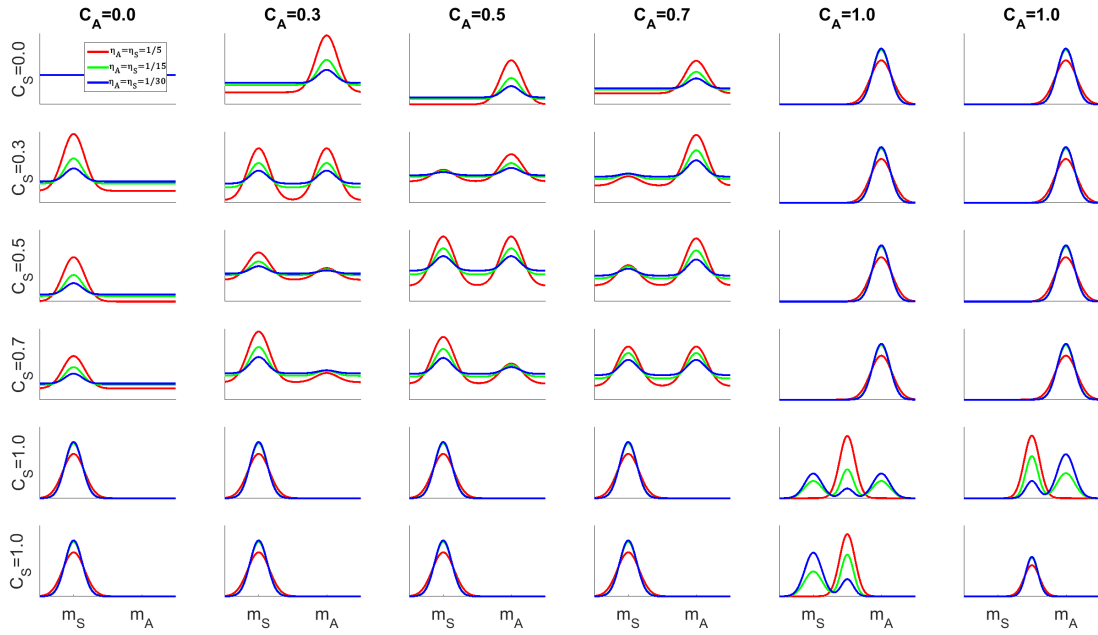 C_A=0.0 C_A=0.3 C_A=0.5 C_A=0.7 C_A=1.0 C_A=1.0
C_S=0.0
η_A=η_S=1/5
η_A=η_S=1/15
η_A=η_S=1/30
C_S=0.3
C_S=0.5
C_S=0.7
C_S=1.0
C_S=1.0
m_S m_A m_S m_A m_S m_A m_S m_A m_S m_A m_S m_A